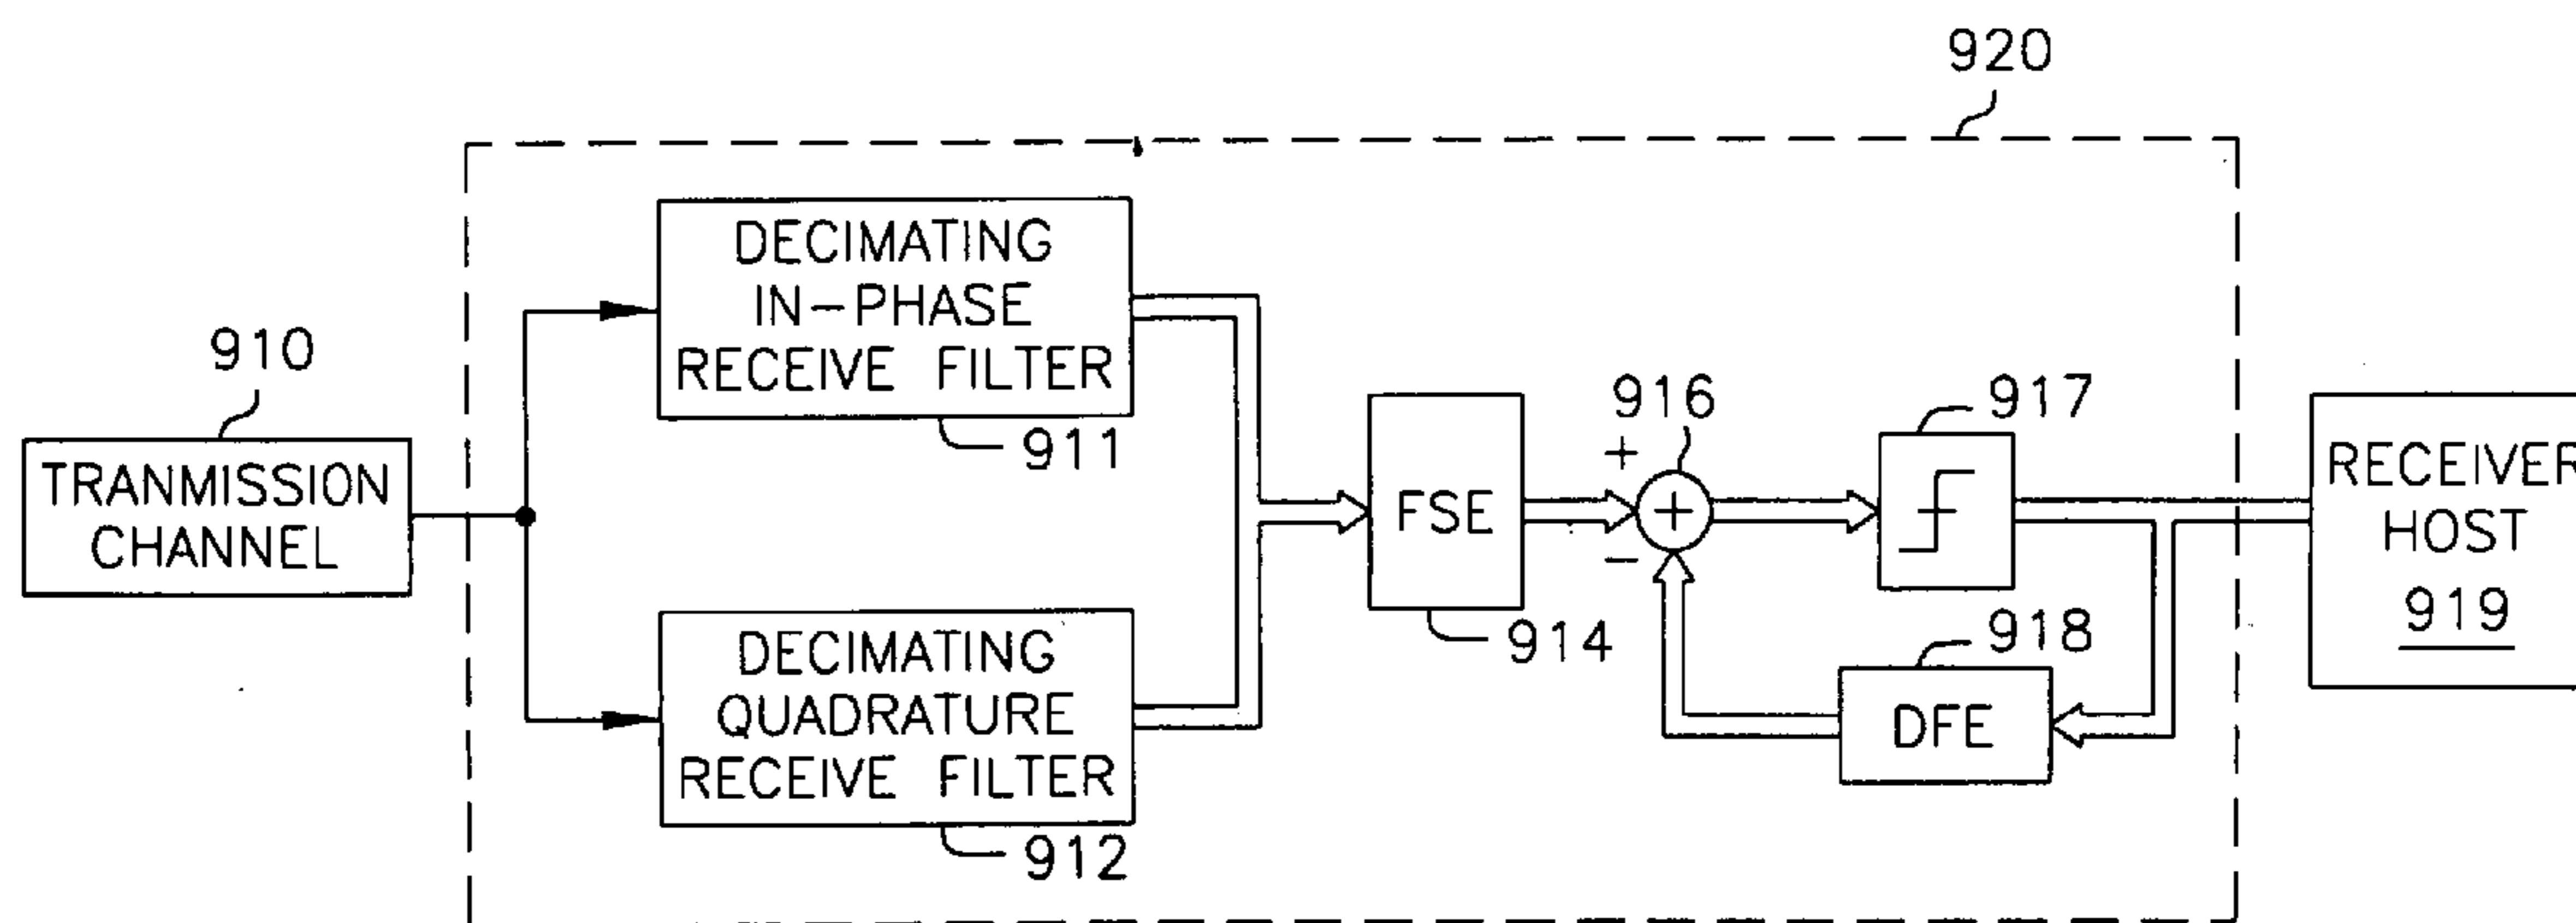 920
910
TRANMISSION
CHANNEL
DECIMATING
IN-PHASE
RECEIVE FILTER
911
DECIMATING
QUADRATURE
RECEIVE FILTER
912
FSE
914
916
+
+
−
917
918
DFE
RECEIVER
HOST
919